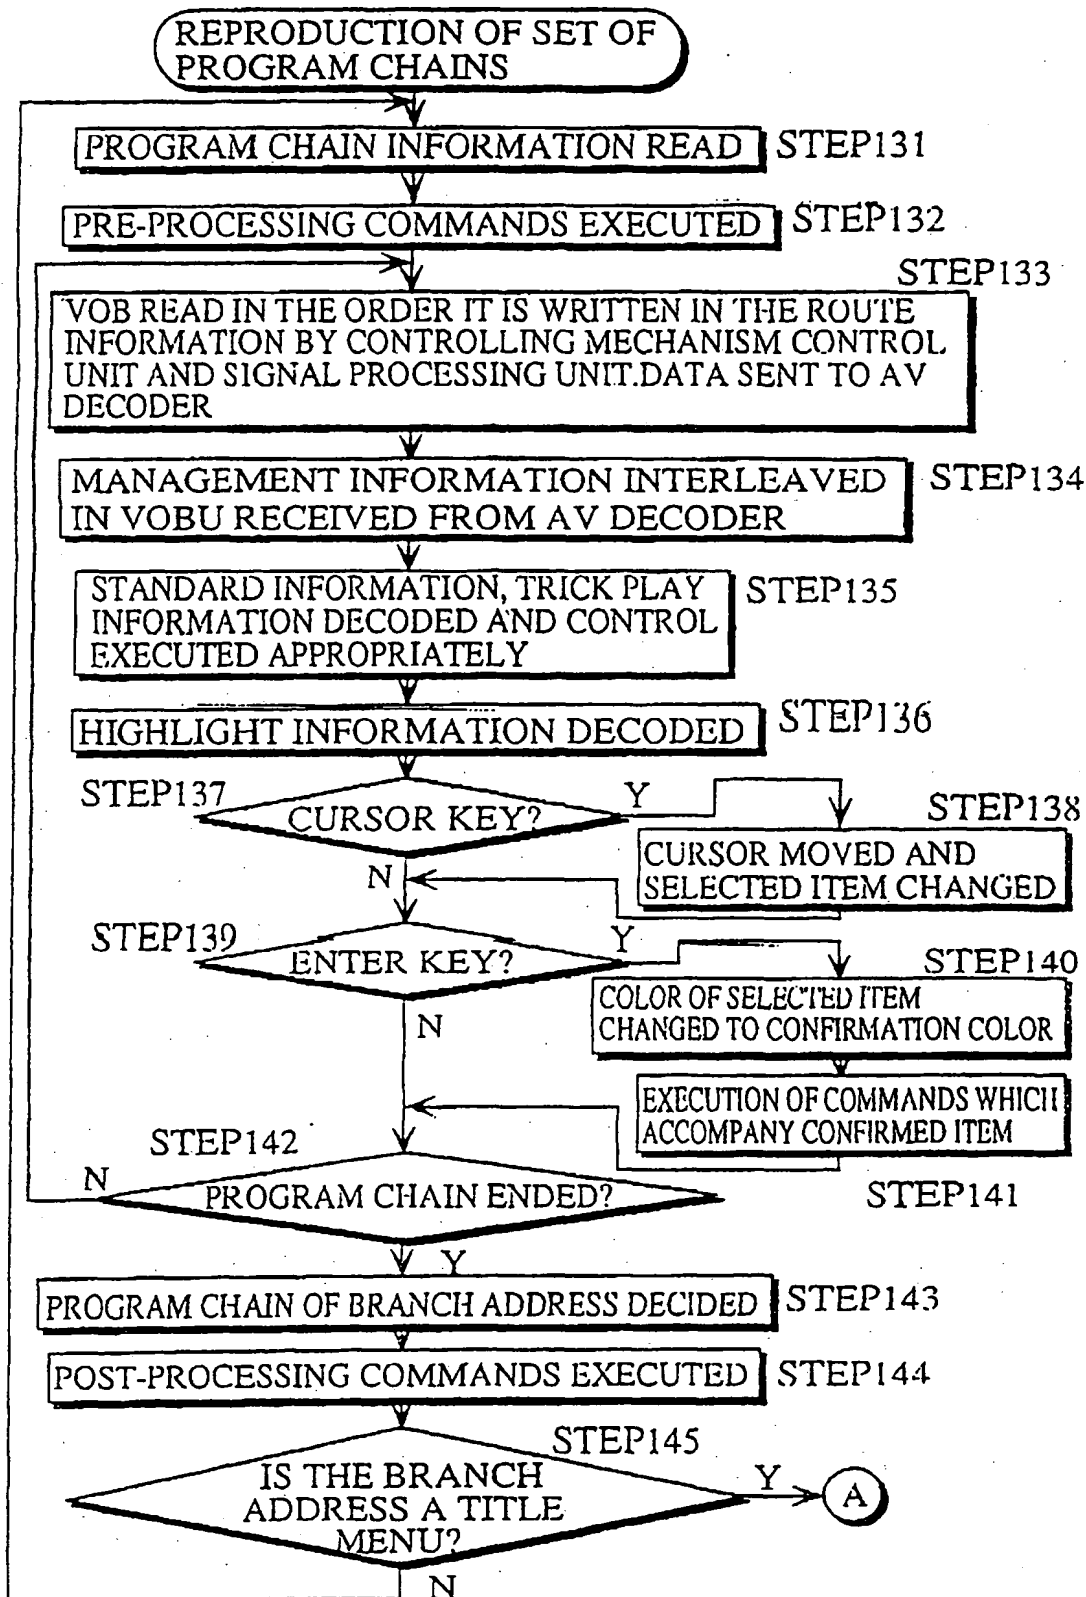 REPRODUCTION OF SET OF
PROGRAM CHAINS
PROGRAM CHAIN INFORMATION READ
STEP131
PRE-PROCESSING COMMANDS EXECUTED
STEP132
STEP133
VOB READ IN THE ORDER IT IS WRITTEN IN THE ROUTE
INFORMATION BY CONTROLLING MECHANISM CONTROL
UNIT AND SIGNAL PROCESSING UNIT.DATA SENT TO AV
DECODER
MANAGEMENT INFORMATION INTERLEAVED
IN VOBU RECEIVED FROM AV DECODER
STEP134
STANDARD INFORMATION, TRICK PLAY
INFORMATION DECODED AND CONTROL
EXECUTED APPROPRIATELY
STEP135
HIGHLIGHT INFORMATION DECODED
STEP136
STEP137
CURSOR KEY?
Y
STEP138
CURSOR MOVED AND
SELECTED ITEM CHANGED
N
STEP139
ENTER KEY?
Y
STEP140
COLOR OF SELECTED ITEM
CHANGED TO CONFIRMATION COLOR
N
EXECUTION OF COMMANDS WHICH
ACCOMPANY CONFIRMED ITEM
STEP141
STEP142
N
PROGRAM CHAIN ENDED?
Y
PROGRAM CHAIN OF BRANCH ADDRESS DECIDED
STEP143
POST-PROCESSING COMMANDS EXECUTED
STEP144
STEP145
IS THE BRANCH
ADDRESS A TITLE
MENU?
Y
A
N